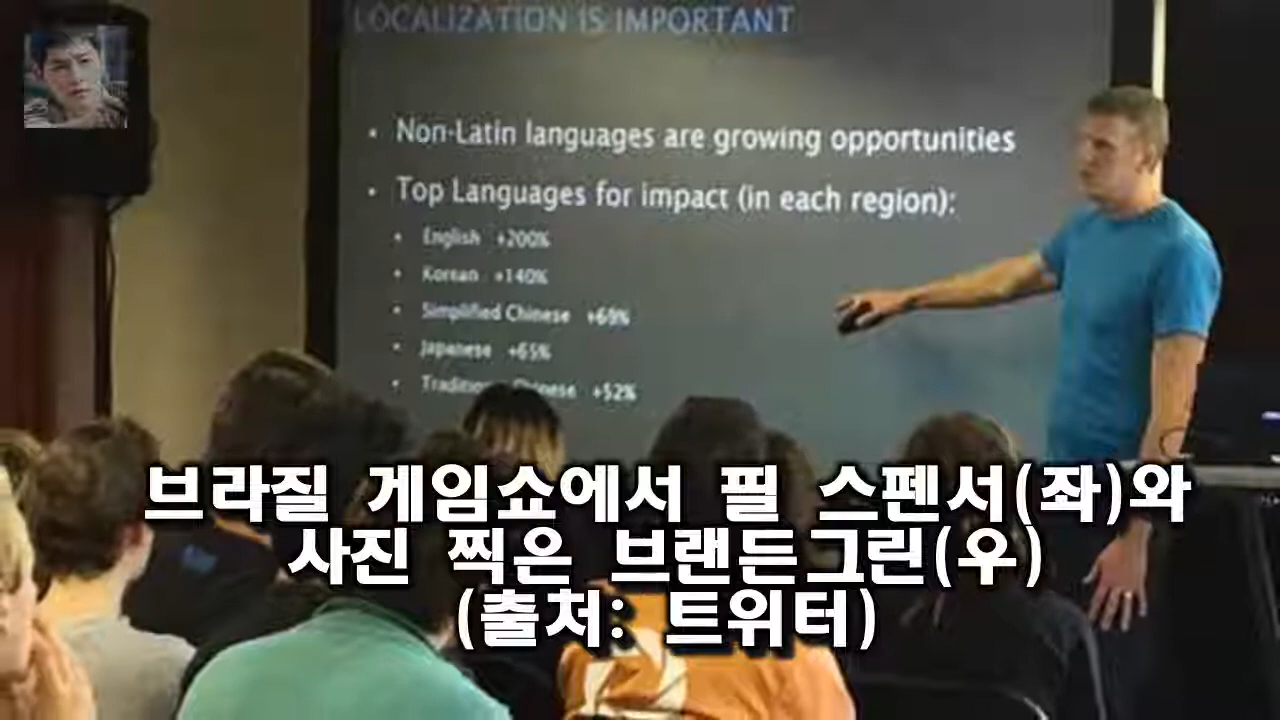 LOCALIZATION IS IMPORTANT
• Non-Latin languages are growing opportunities
• Top Languages for impact (in each region):
• English +200%
• Korean +140%
• Simplified Chinese +69%
• Japanese +65%
• Chinese +52%
브라질 게임쇼에서 필 스펜서(좌)와
사진 찍은 브랜든그린(우)
(출처: 트위터)